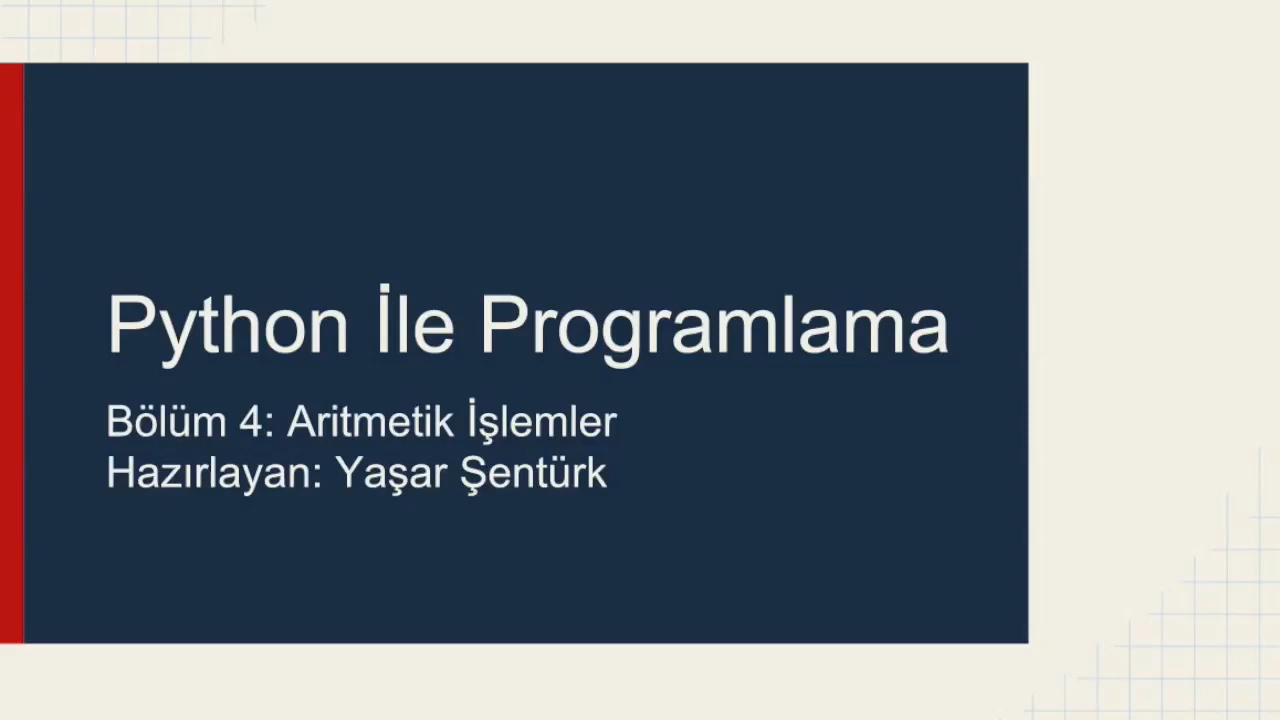 Python İle Programlama
Bölüm 4: Aritmetik İşlemler
Hazırlayan: Yaşar Şentürk